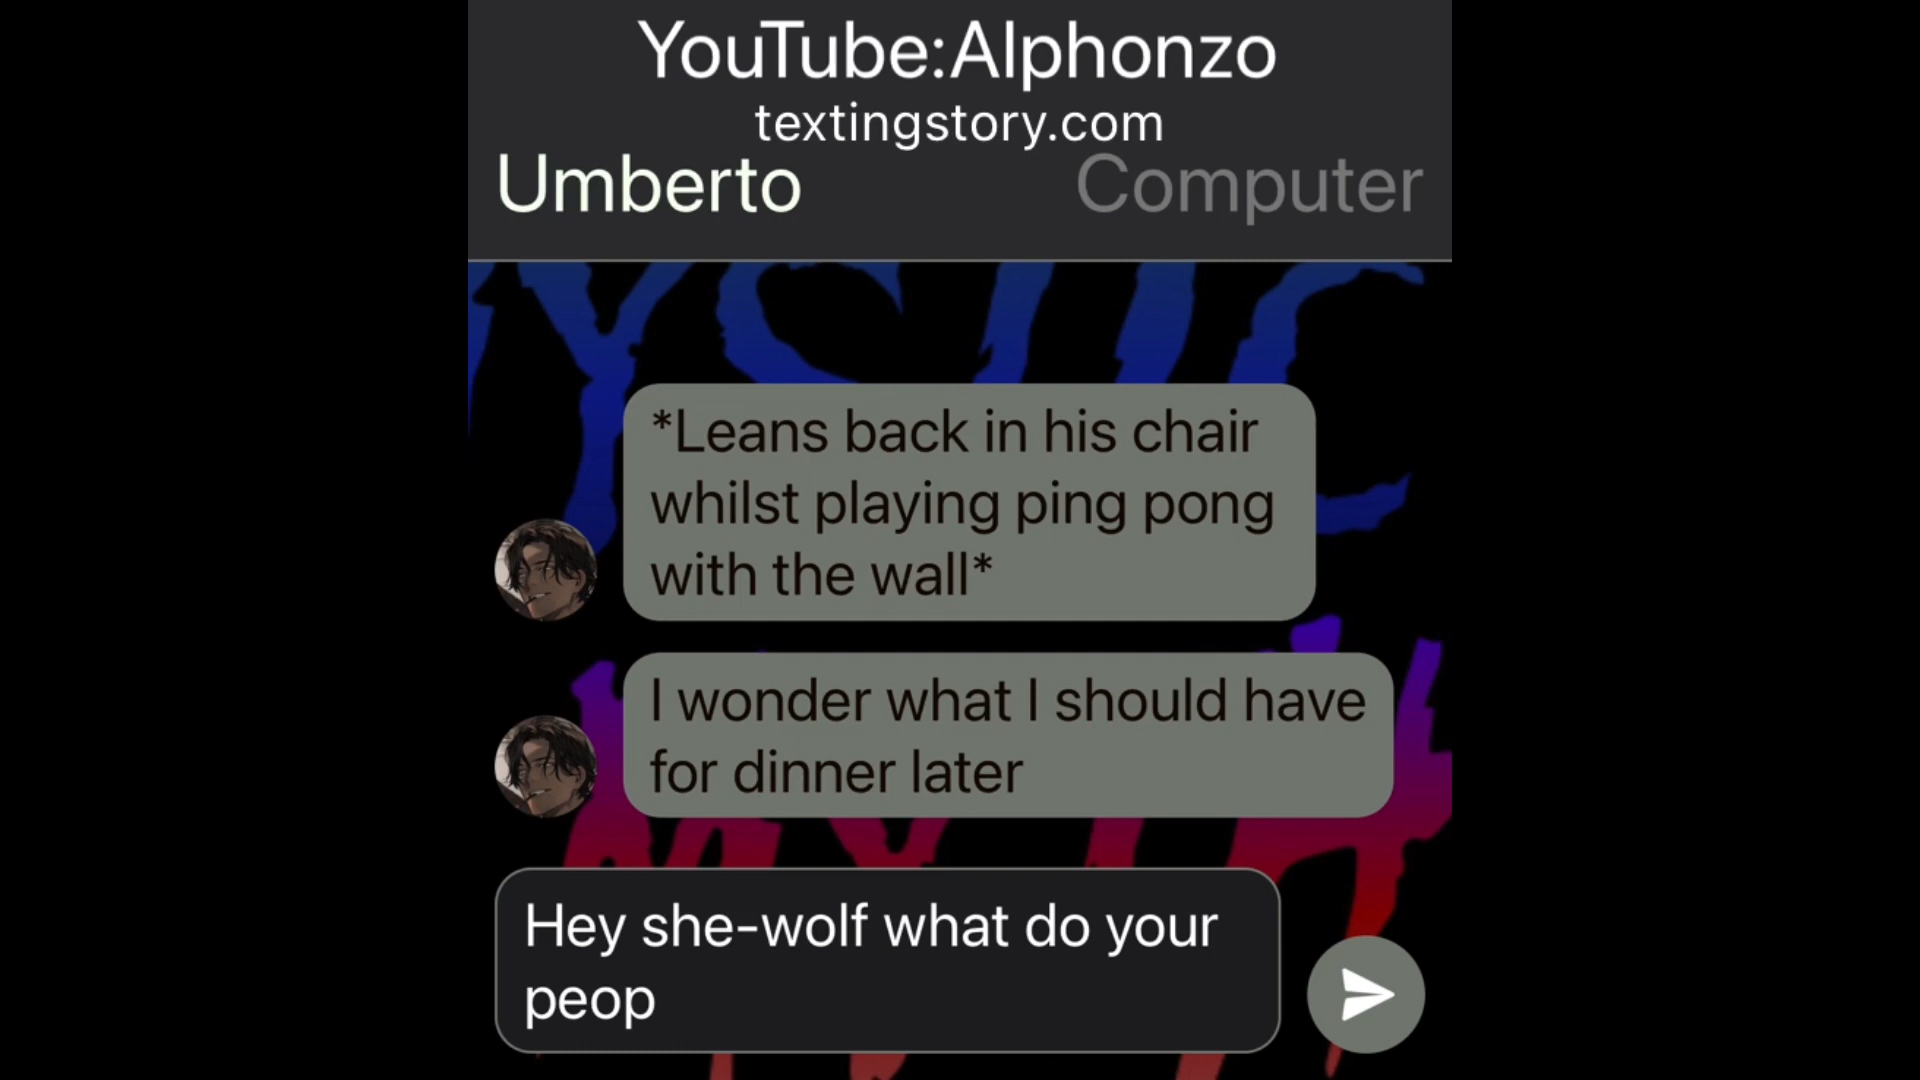 YouTube:Alphonzo
textingstory.com
Umberto
Computer
*Leans back in his chair
whilst playing ping pong
with the wall*
I wonder what I should have
for dinner later
Hey she-wolf what do your
peop